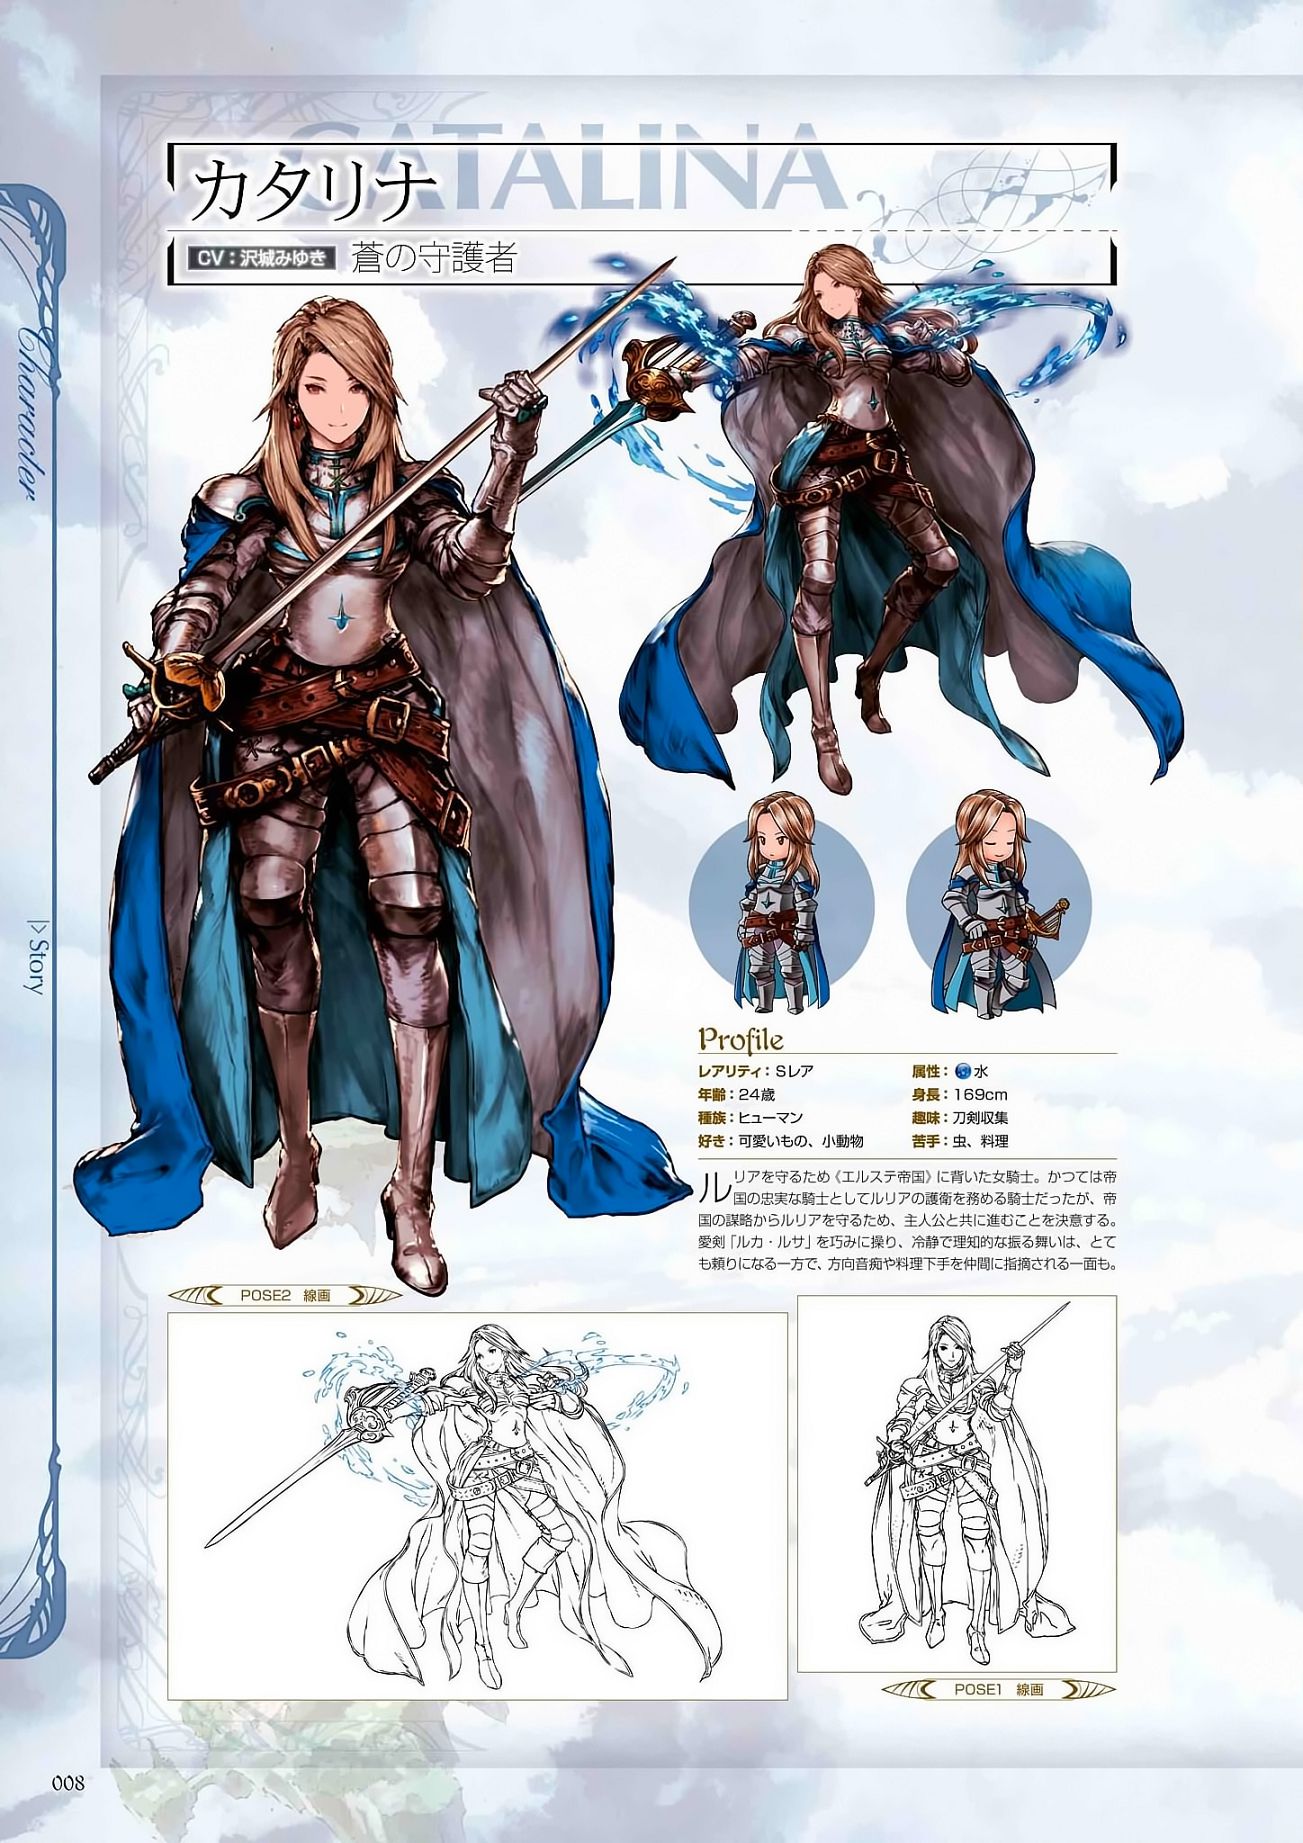 CATALINA
カタリナ
CV：沢城みゆき 蒼の守護者
Character
▷Story
Profile
レアリティ：Sレア 属性：水
年齢：24歳 身長：169cm
種族：ヒューマン 趣味：刀剣収集
好き：可愛いもの、小動物 苦手：虫、料理
ルリアを守るため《エルステ帝国》に背いた女騎士。かつては帝
国の忠実な騎士としてルリアの護衛を務める騎士だったが、帝
国の謀略からルリアを守るため、主人公と共に進むことを決意する。
愛剣「ルカ・ルサ」を巧みに操り、冷静で理知的な振る舞いは、とて
も頼りになる一方で、方向音痴や料理下手を仲間に指摘される一面も。
POSE2 線画
POSE1 線画
008